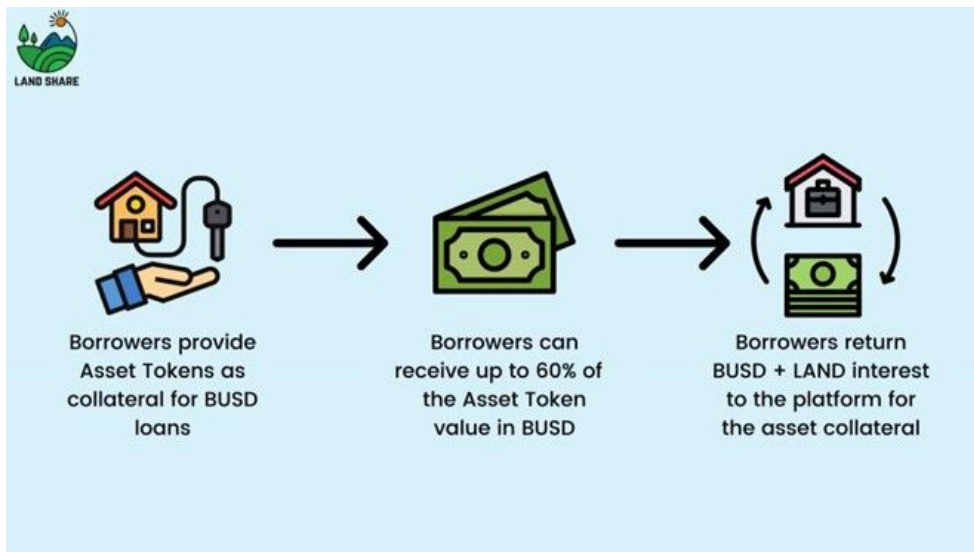 LAND SHARE
Borrowers provide
Asset Tokens as
collateral for BUSD
loans
Borrowers can
receive up to 60% of
the Asset Token
value in BUSD
Borrowers return
BUSD + LAND interest
to the platform for
the asset collateral